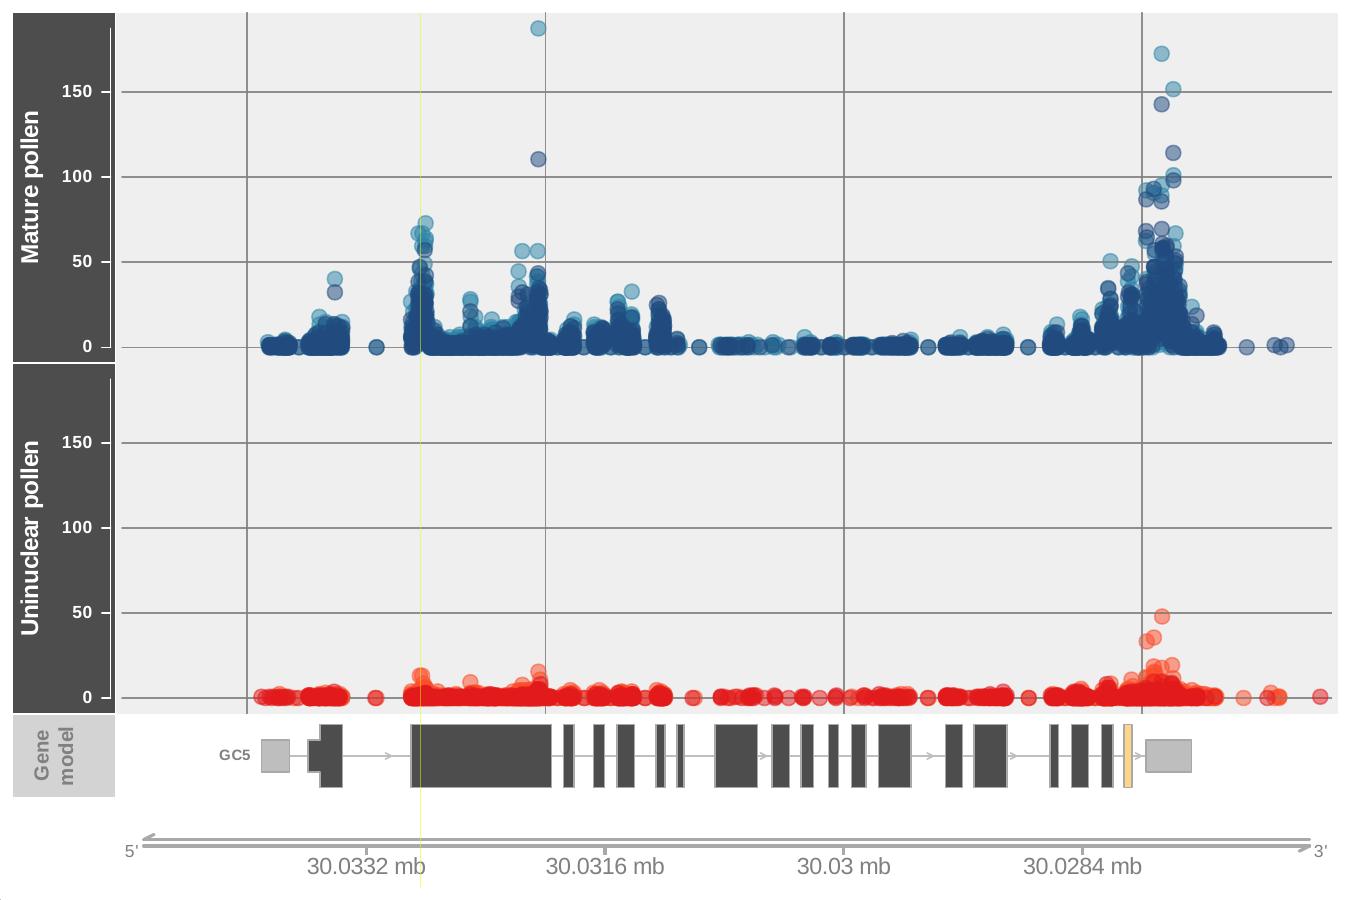 Mature pollen
150
100
50
0
Uninuclear pollen
150
100
50
0
Gene
model
GC5
5'
3'
30.0332 mb
30.0316 mb
30.03 mb
30.0284 mb